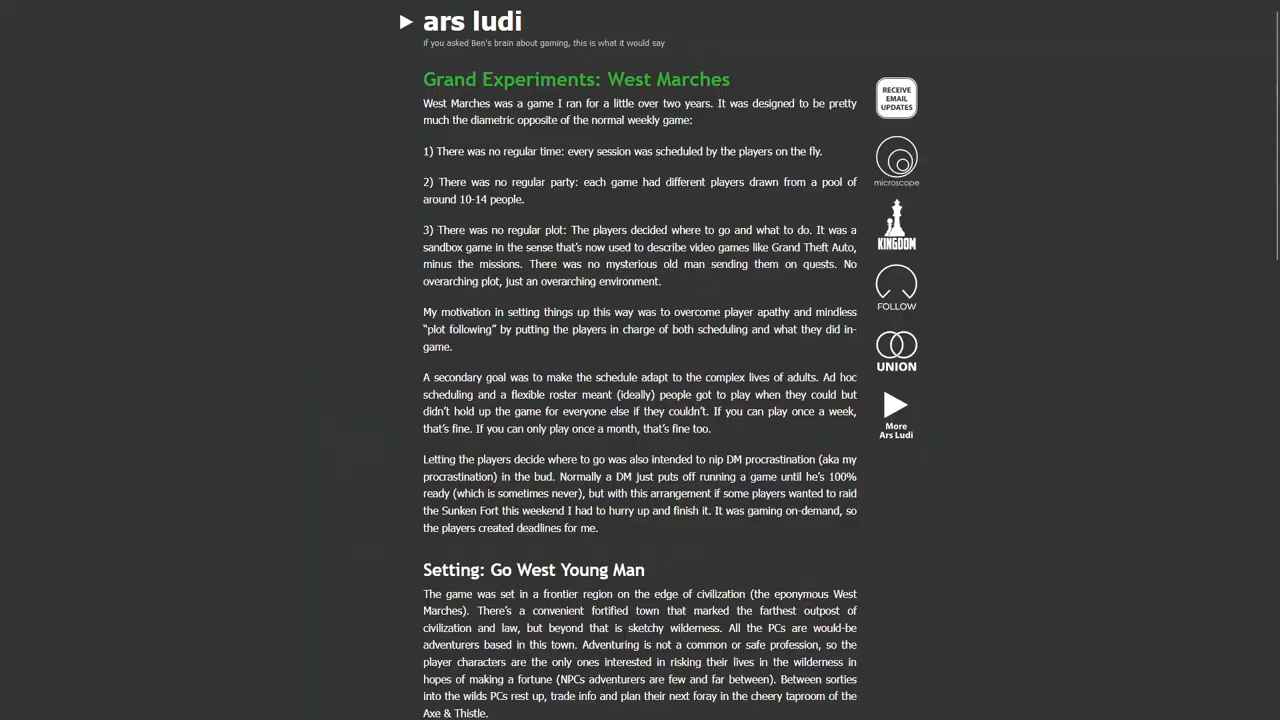 ars ludi
if you asked Ben's brain about gaming, this is what it would say
Grand Experiments: West Marches
West Marches was a game I ran for a little over two years. It was designed to be pretty
much the diametric opposite of the normal weekly game:
1) There was no regular time: every session was scheduled by the players on the fly.
2) There was no regular party: each game had different players drawn from a pool of
around 10-14 people.
3) There was no regular plot: The players decided where to go and what to do. It was a
sandbox game in the sense that’s now used to describe video games like Grand Theft Auto,
minus the missions. There was no mysterious old man sending them on quests. No
overarching plot, just an overarching environment.
My motivation in setting things up this way was to overcome player apathy and mindless
“plot following” by putting the players in charge of both scheduling and what they did in-
game.
A secondary goal was to make the schedule adapt to the complex lives of adults. Ad hoc
scheduling and a flexible roster meant (ideally) people got to play when they could but
didn’t hold up the game for everyone else if they couldn’t. If you can play once a week,
that’s fine. If you can only play once a month, that’s fine too.
Letting the players decide where to go was also intended to nip DM procrastination (aka my
procrastination) in the bud. Normally a DM just puts off running a game until he’s 100%
ready (which is sometimes never), but with this arrangement if some players wanted to raid
the Sunken Fort this weekend I had to hurry up and finish it. It was gaming on-demand, so
the players created deadlines for me.
Setting: Go West Young Man
The game was set in a frontier region on the edge of civilization (the eponymous West
Marches). There’s a convenient fortified town that marked the farthest outpost of
civilization and law, but beyond that is sketchy wilderness. All the PCs are would-be
adventurers based in this town. Adventuring is not a common or safe profession, so the
player characters are the only ones interested in risking their lives in the wilderness in
hopes of making a fortune (NPCs adventurers are few and far between). Between sorties
into the wilds PCs rest up, trade info and plan their next foray in the cheery taproom of the
Axe & Thistle.
RECEIVE
EMAIL
UPDATES
microscope
KINGDOM
FOLLOW
UNION
More
Ars Ludi